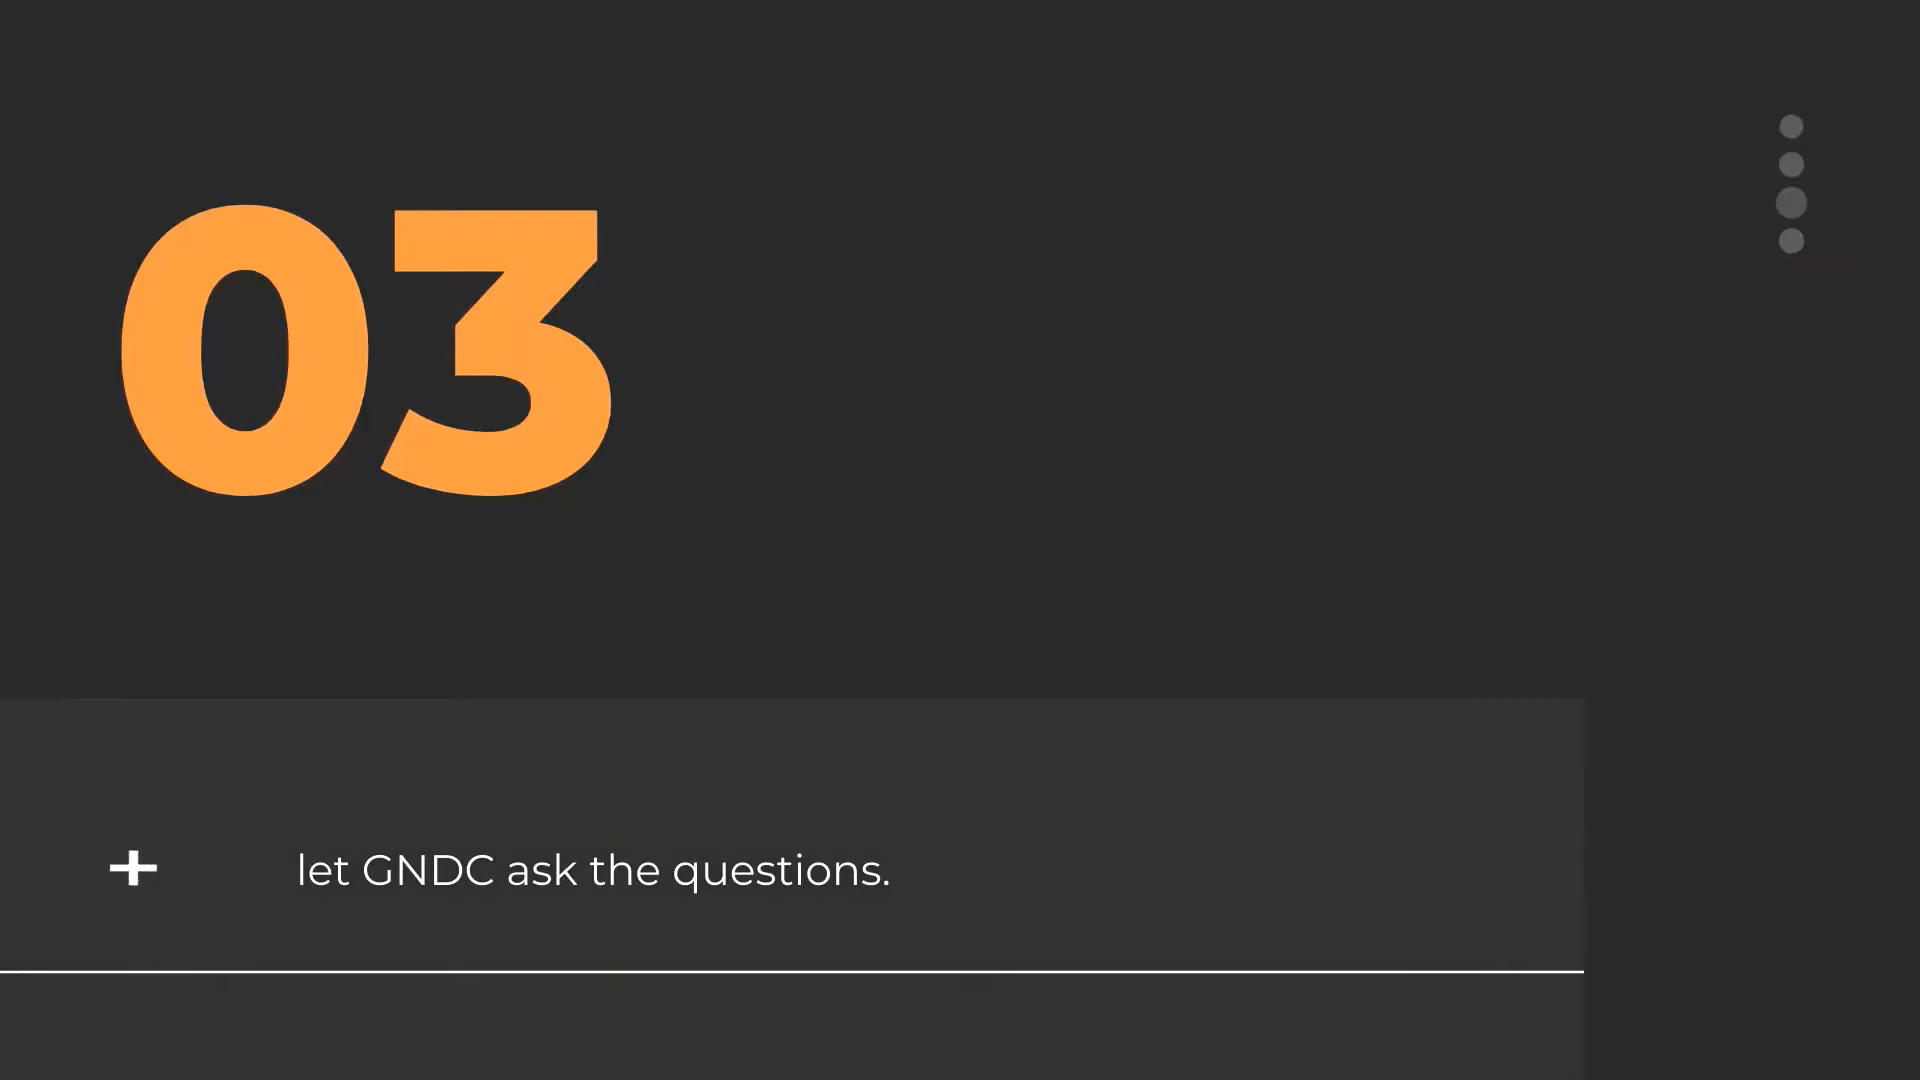 03
+ let GNDC ask the questions.